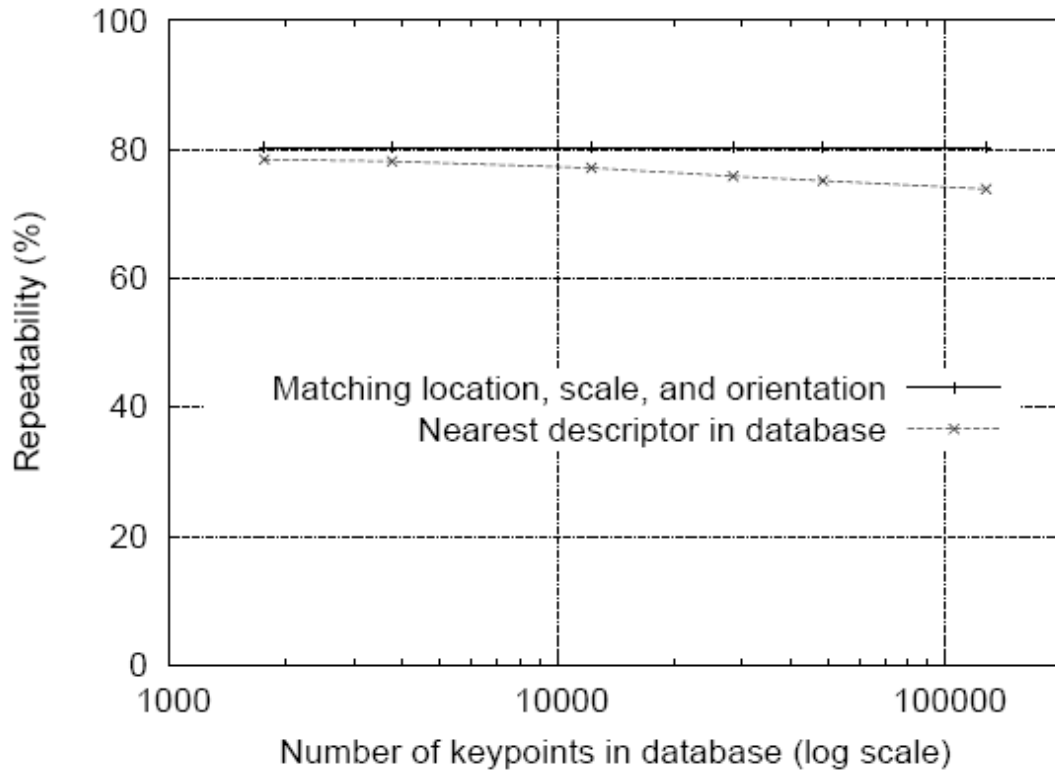 100
80
60
40
20
0
Repeatability (%)
Matching location, scale, and orientation
Nearest descriptor in database
1000 10000 100000
Number of keypoints in database (log scale)